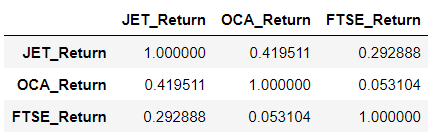 JET_Return OCA_Return FTSE_Return
JET_Return 1.000000 0.419511 0.292888
OCA_Return 0.419511 1.000000 0.053104
FTSE_Return 0.292888 0.053104 1.000000